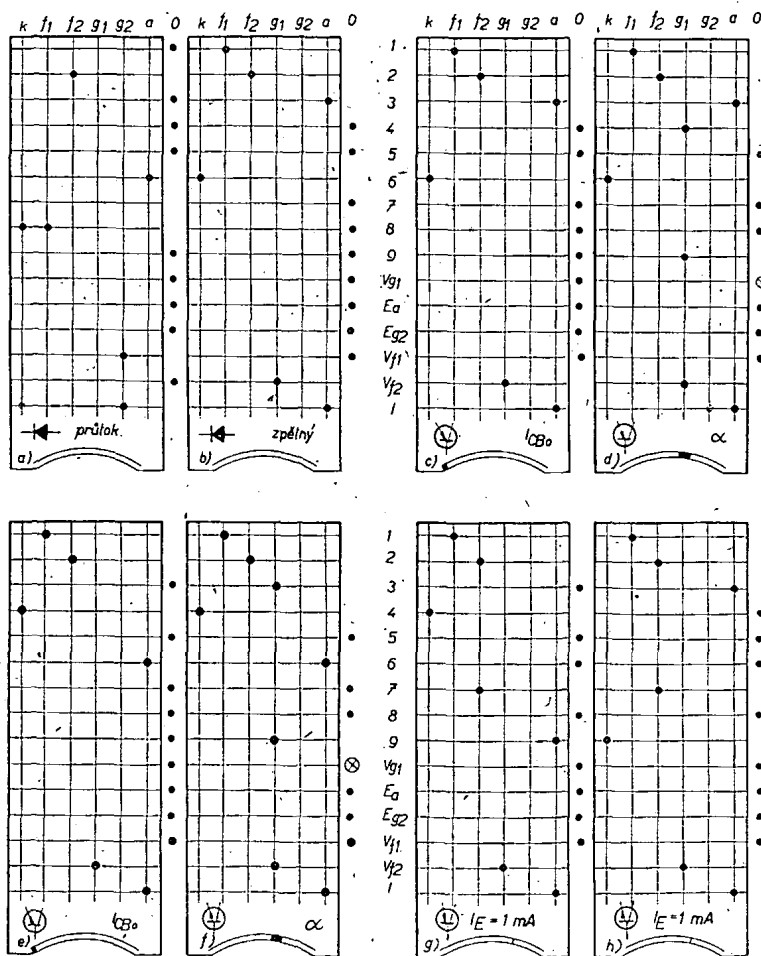 k f1 f2 g1 g2 a 0 k f1 f2 g1 a 0
k f1 f2 g1 g2 a 0 k f1 f2 g1 g2 a 0
1
2
3
4
5
6
7
8
9
Vg1
Ea
Eg2
Vf1
Vf2
I
a) průtok.
b) zpětný
c) ICBo
d) α
1
2
3
4
5
6
7
8
9
Vg1
Ea
Eg2
Vf1
Vf2
I
e) ICBo
f) α
g) IE = 1 mA
h) IE = 1 mA